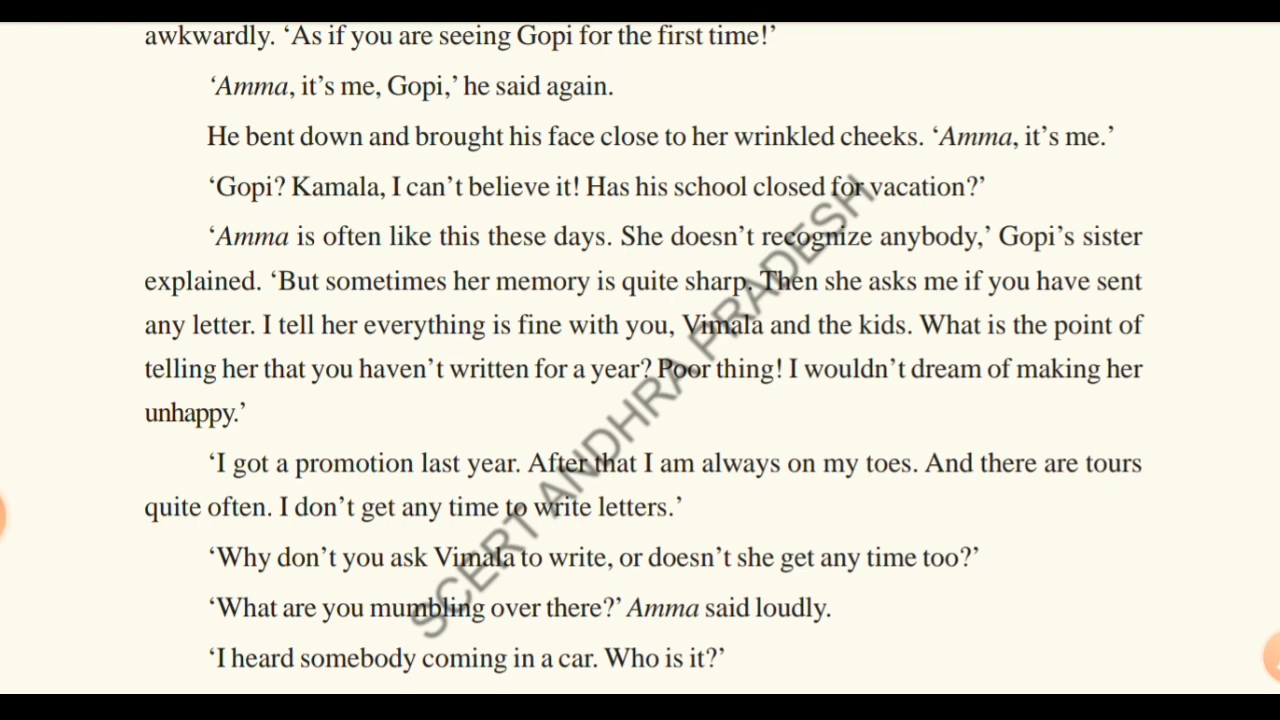 awkwardly. ‘As if you are seeing Gopi for the first time!’
‘Amma, it’s me, Gopi,’ he said again.
He bent down and brought his face close to her wrinkled cheeks. ‘Amma, it’s me.’
‘Gopi? Kamala, I can’t believe it! Has his school closed for vacation?’
‘Amma is often like this these days. She doesn’t recognize anybody,’ Gopi’s sister
explained. ‘But sometimes her memory is quite sharp. Then she asks me if you have sent
any letter. I tell her everything is fine with you, Vimala and the kids. What is the point of
telling her that you haven’t written for a year? Poor thing! I wouldn’t dream of making her
unhappy.’
‘I got a promotion last year. After that I am always on my toes. And there are tours
quite often. I don’t get any time to write letters.’
‘Why don’t you ask Vimala to write, or doesn’t she get any time too?’
‘What are you mumbling over there?’ Amma said loudly.
‘I heard somebody coming in a car. Who is it?’
SCERT ANDHRA PRADESH